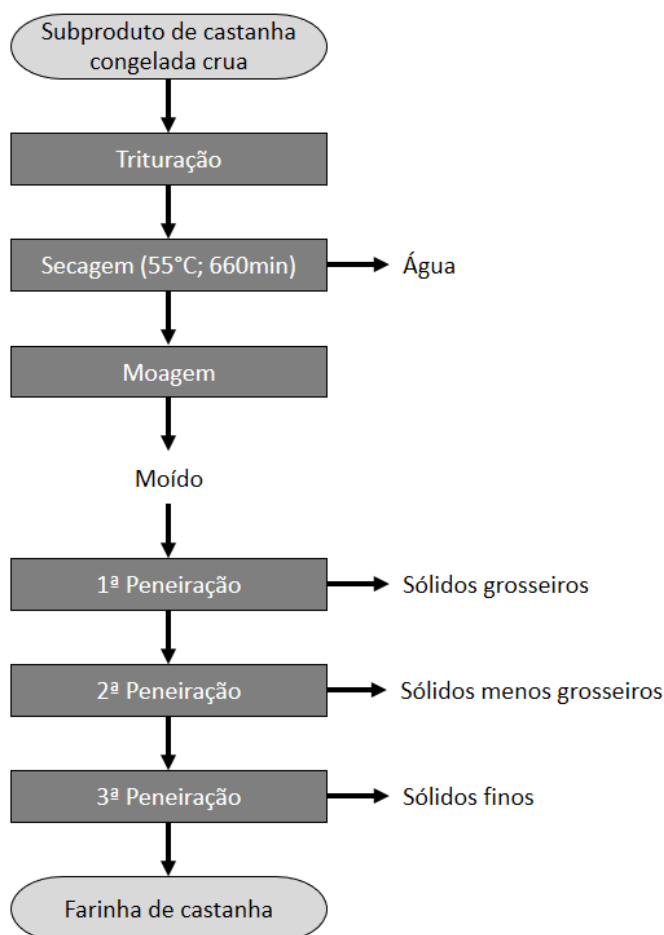 Subproduto de castanha
congelada crua
Trituração
Secagem (55°C; 660min)
Água
Moagem
Moído
1ª Peneiração
Sólidos grosseiros
2ª Peneiração
Sólidos menos grosseiros
3ª Peneiração
Sólidos finos
Farinha de castanha